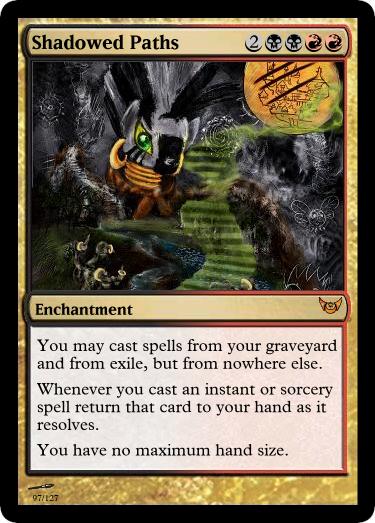 Shadowed Paths 2
Enchantment
You may cast spells from your graveyard
and from exile, but from nowhere else.
Whenever you cast an instant or sorcery
spell return that card to your hand as it
resolves.
You have no maximum hand size.
97/127